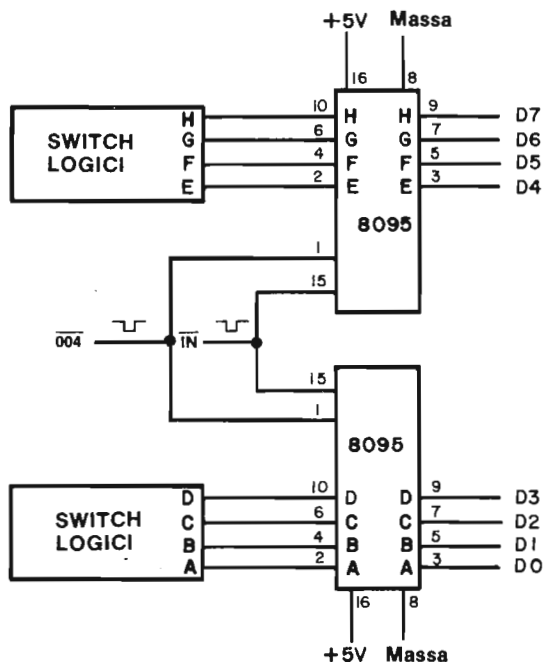 +5V Massa
16 8
H 10 H H 9 D7
SWITCH LOGICI
G 6 G G 7 D6
F 4 F F 5 D5
E 2 E E 3 D4
8095
1
15
004 IN
15
1
8095
D 10 D D 9 D3
SWITCH LOGICI
C 6 C C 7 D2
B 4 B B 5 D1
A 2 A A 3 D0
16 8
+5V Massa